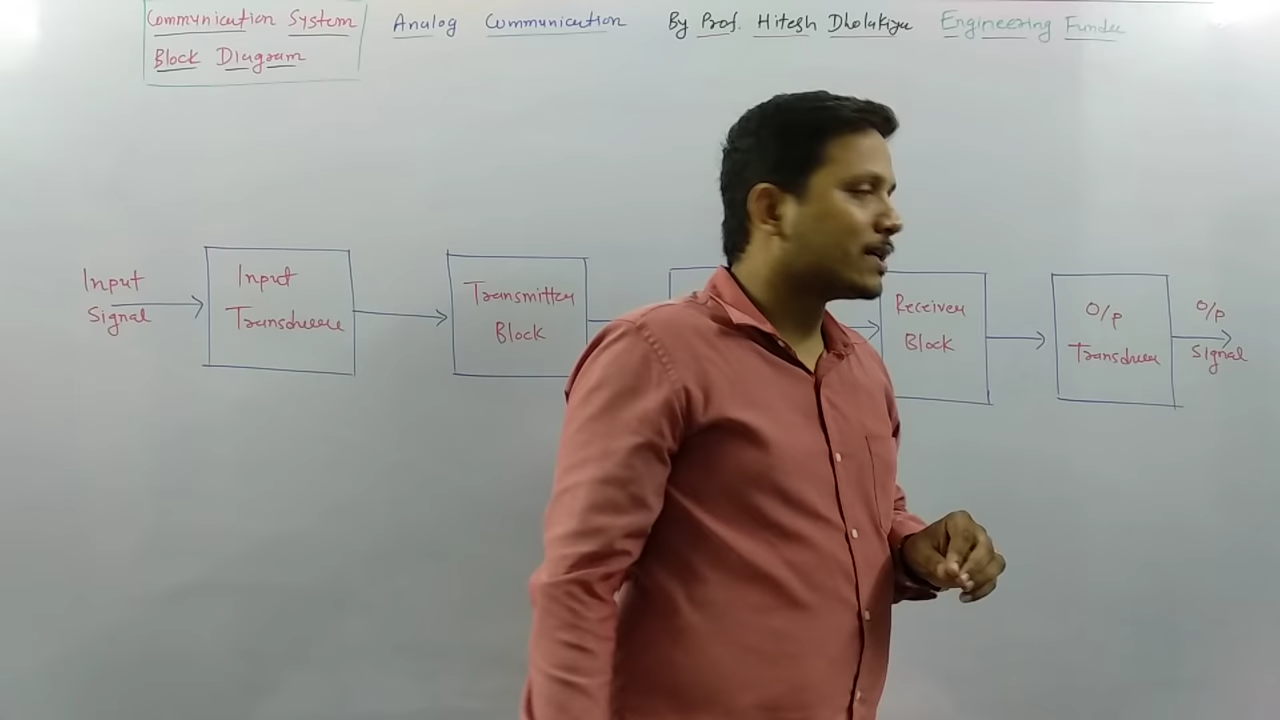 Communication System Analog Communication By Prof. Hitesh Dholakiya Engineering Funda
Block Diagram
Input
Signal
Input
Transducer
Transmitter
Block
Receiver
Block
O/p
Transducer
O/p
Signal